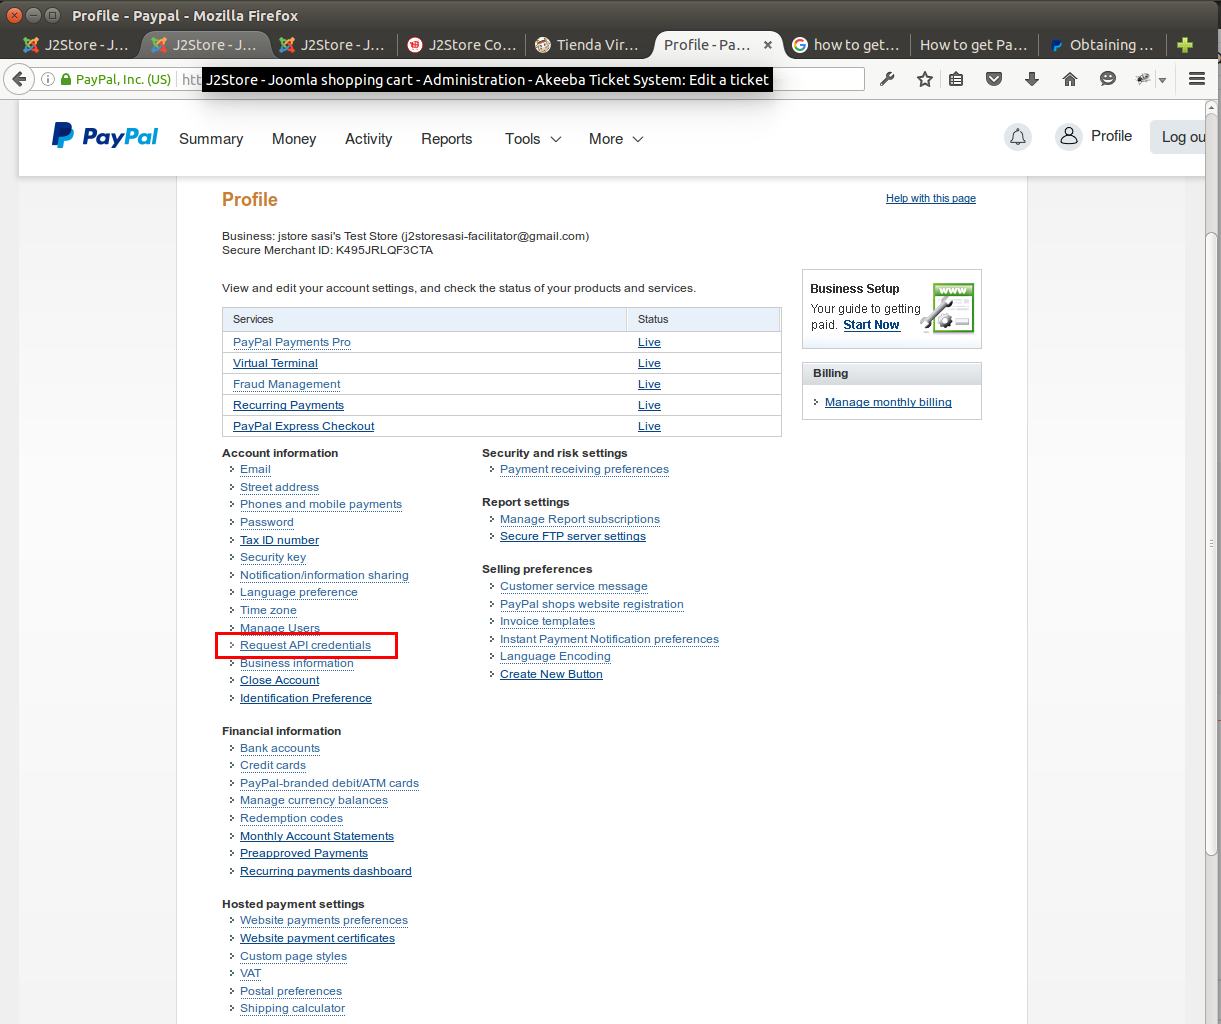 Profile - Paypal - Mozilla Firefox
J2Store - J...
J2Store - J...
J2Store - J...
J2Store Co...
Tienda Vir...
Profile - Pa...
how to get...
How to get Pa...
Obtaining ...
PayPal, Inc. (US)
htt
J2Store - Joomla shopping cart - Administration - Akeeba Ticket System: Edit a ticket
PayPal
Summary
Money
Activity
Reports
Tools
More
Profile
Log ou
Profile
Help with this page
Business: jstore sasi's Test Store (j2storesasi-facilitator@gmail.com)
Secure Merchant ID: K495JRLQF3CTA
View and edit your account settings, and check the status of your products and services.
Services Status
PayPal Payments Pro Live
Virtual Terminal Live
Fraud Management Live
Recurring Payments Live
PayPal Express Checkout Live
Business Setup
Your guide to getting
paid. Start Now
www
Billing
Manage monthly billing
Account information
Email
Street address
Phones and mobile payments
Password
Tax ID number
Security key
Notification/information sharing
Language preference
Time zone
Manage Users
Request API credentials
Business information
Close Account
Identification Preference
Financial information
Bank accounts
Credit cards
PayPal-branded debit/ATM cards
Manage currency balances
Redemption codes
Monthly Account Statements
Preapproved Payments
Recurring payments dashboard
Hosted payment settings
Website payments preferences
Website payment certificates
Custom page styles
VAT
Postal preferences
Shipping calculator
Security and risk settings
Payment receiving preferences
Report settings
Manage Report subscriptions
Secure FTP server settings
Selling preferences
Customer service message
PayPal shops website registration
Invoice templates
Instant Payment Notification preferences
Language Encoding
Create New Button